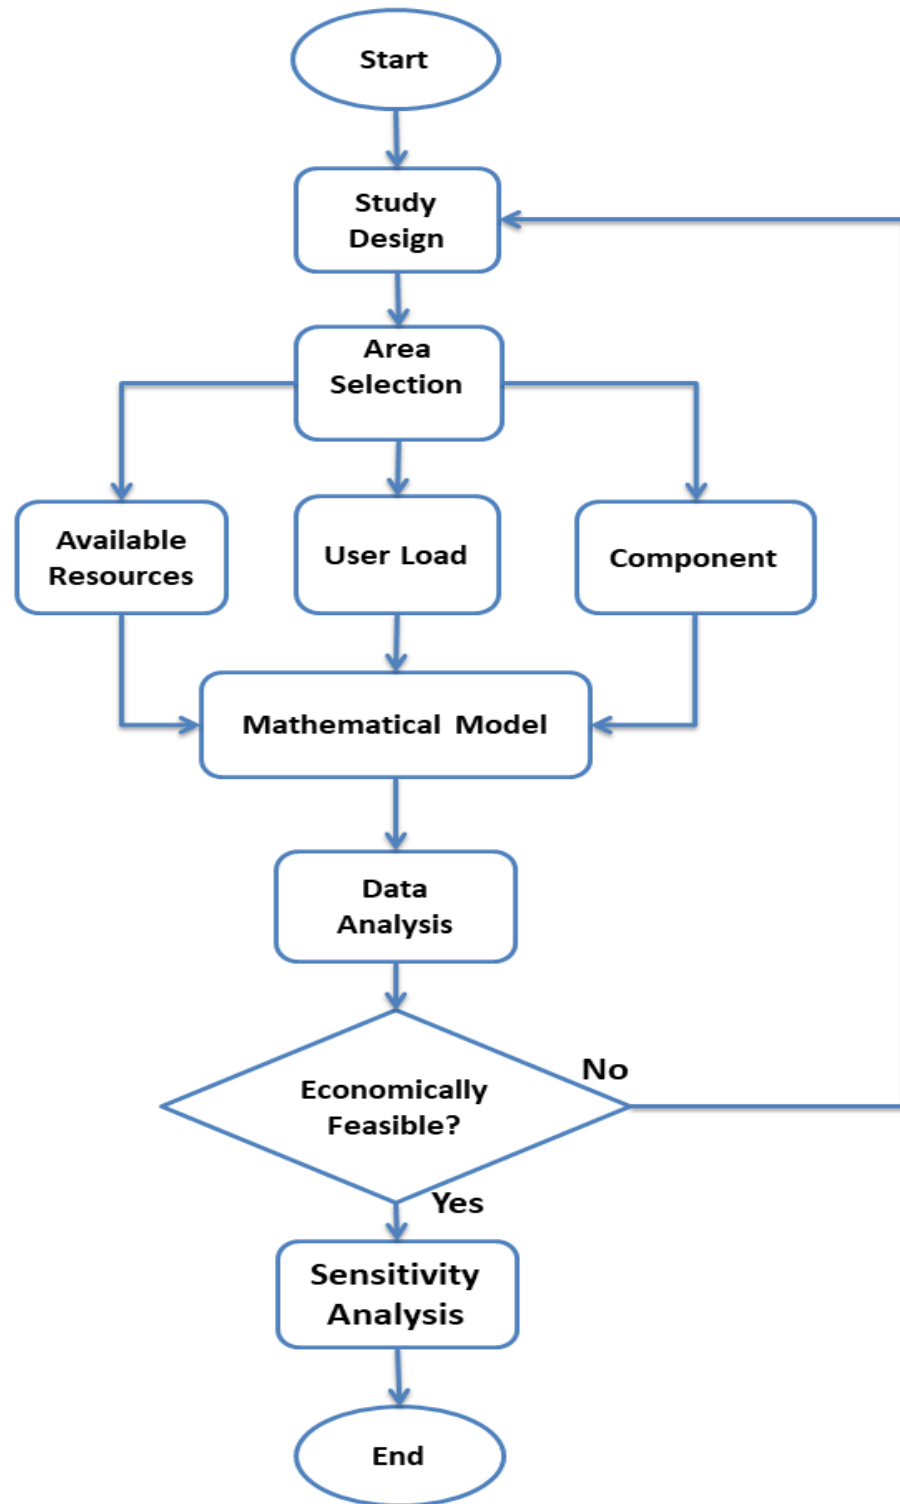 Start
Study
Design
Area
Selection
Available
Resources
User Load
Component
Mathematical Model
Data
Analysis
Economically
Feasible?
No
Yes
Sensitivity
Analysis
End